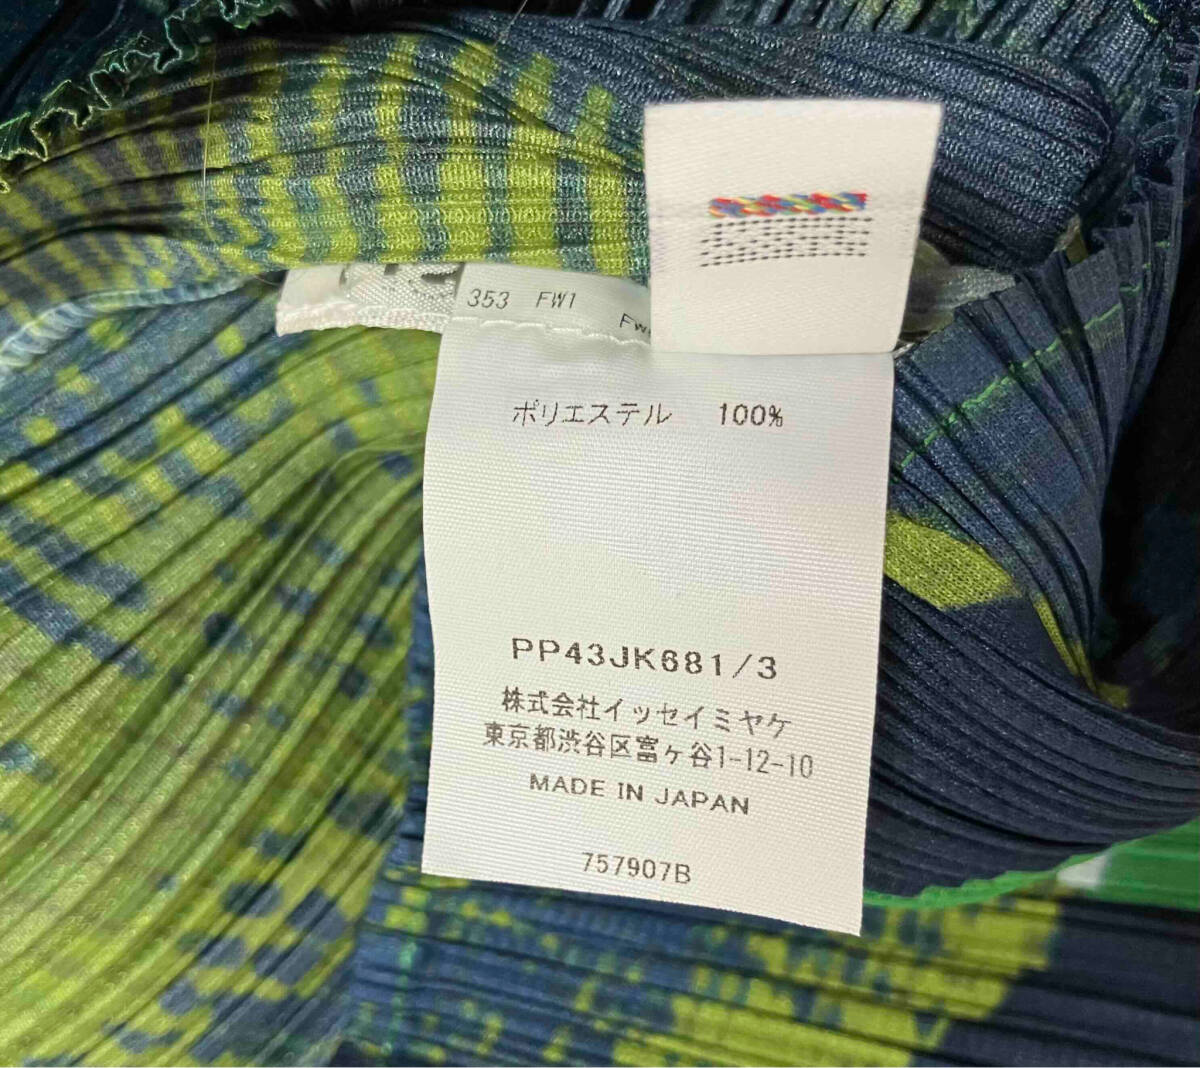 353 FW1
ポリエステル 100%
PP43JK681/3
株式会社イッセイミヤケ
東京都渋谷区富ヶ谷1-12-10
MADE IN JAPAN
757907B